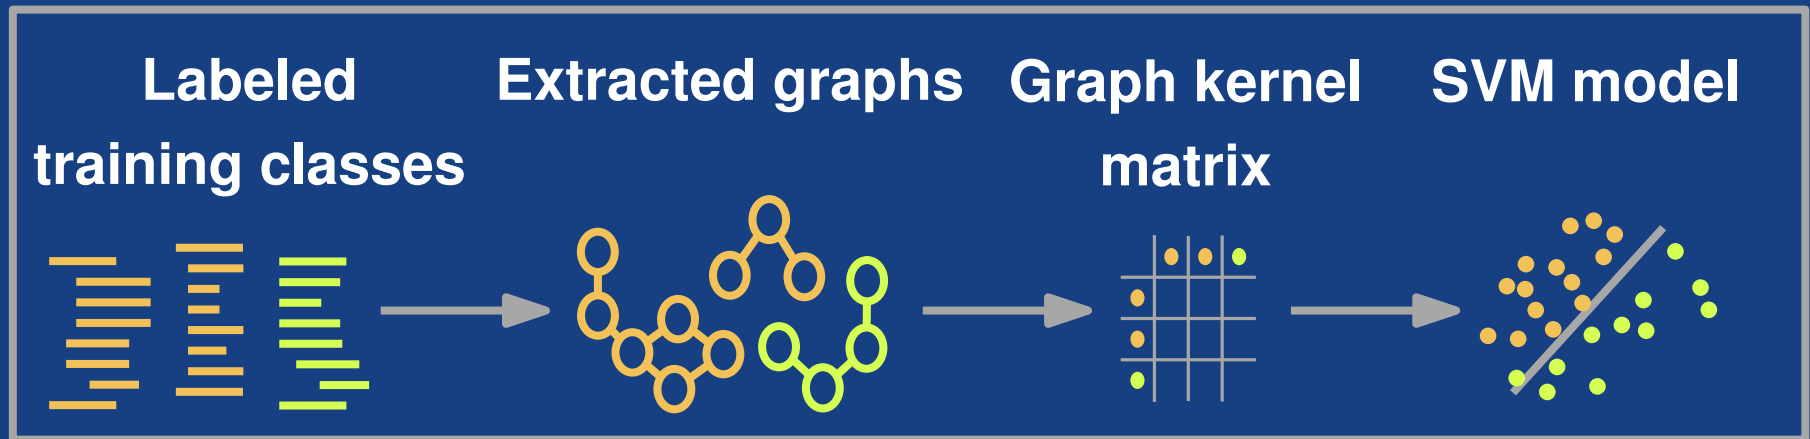 Labeled
training classes
Extracted graphs
Graph kernel
matrix
SVM model